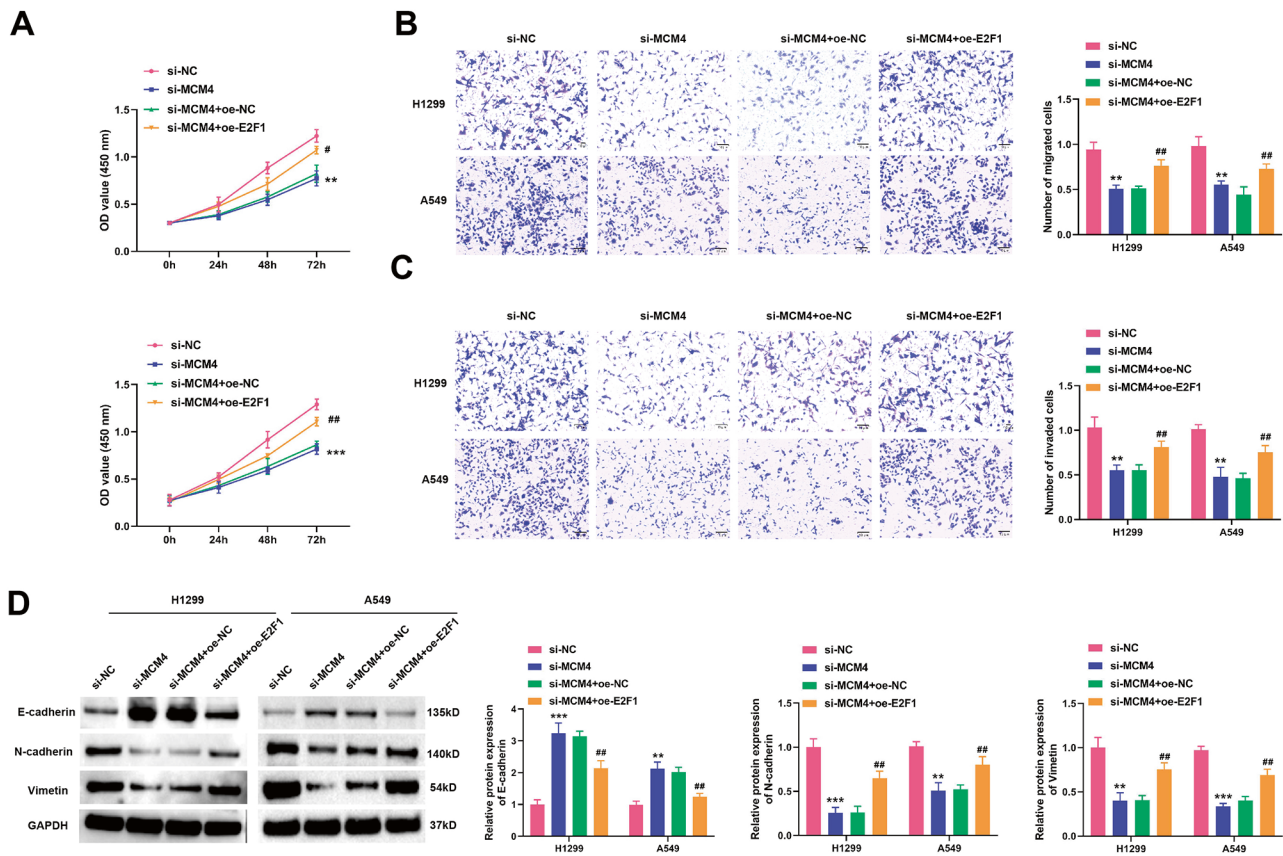 A
si-NC
si-MCM4
si-MCM4+oe-NC
si-MCM4+oe-E2F1
OD value (450 nm)
1.5
1.0
0.5
0.0
#
**
0h 24h 48h 72h
si-NC
si-MCM4
si-MCM4+oe-NC
si-MCM4+oe-E2F1
OD value (450 nm)
1.5
1.0
0.5
0.0
##
***
0h 24h 48h 72h
B
si-NC si-MCM4 si-MCM4+oe-NC si-MCM4+oe-E2F1
H1299
A549
si-NC
si-MCM4
si-MCM4+oe-NC
si-MCM4+oe-E2F1
Number of migrated cells
1.5
1.0
0.5
0.0
** ## ** ##
H1299 A549
C
si-NC si-MCM4 si-MCM4+oe-NC si-MCM4+oe-E2F1
H1299
A549
si-NC
si-MCM4
si-MCM4+oe-NC
si-MCM4+oe-E2F1
Number of invaded cells
1.5
1.0
0.5
0.0
** ## ** ##
H1299 A549
D
H1299 A549
si-NC si-MCM4 si-MCM4+oe-NC si-MCM4+oe-E2F1 si-NC si-MCM4 si-MCM4+oe-NC si-MCM4+oe-E2F1
E-cadherin 135kD
N-cadherin 140kD
Vimetin 54kD
GAPDH 37kD
si-NC
si-MCM4
si-MCM4+oe-NC
si-MCM4+oe-E2F1
Relative protein expression
of E-cadherin
4
3
2
1
0
*** ## ** ##
H1299 A549
si-NC
si-MCM4
si-MCM4+oe-NC
si-MCM4+oe-E2F1
Relative protein expression
of N-cadherin
1.5
1.0
0.5
0.0
*** ## ** ##
H1299 A549
si-NC
si-MCM4
si-MCM4+oe-NC
si-MCM4+oe-E2F1
Relative protein expression
of Vimetin
1.5
1.0
0.5
0.0
** ## *** ##
H1299 A549